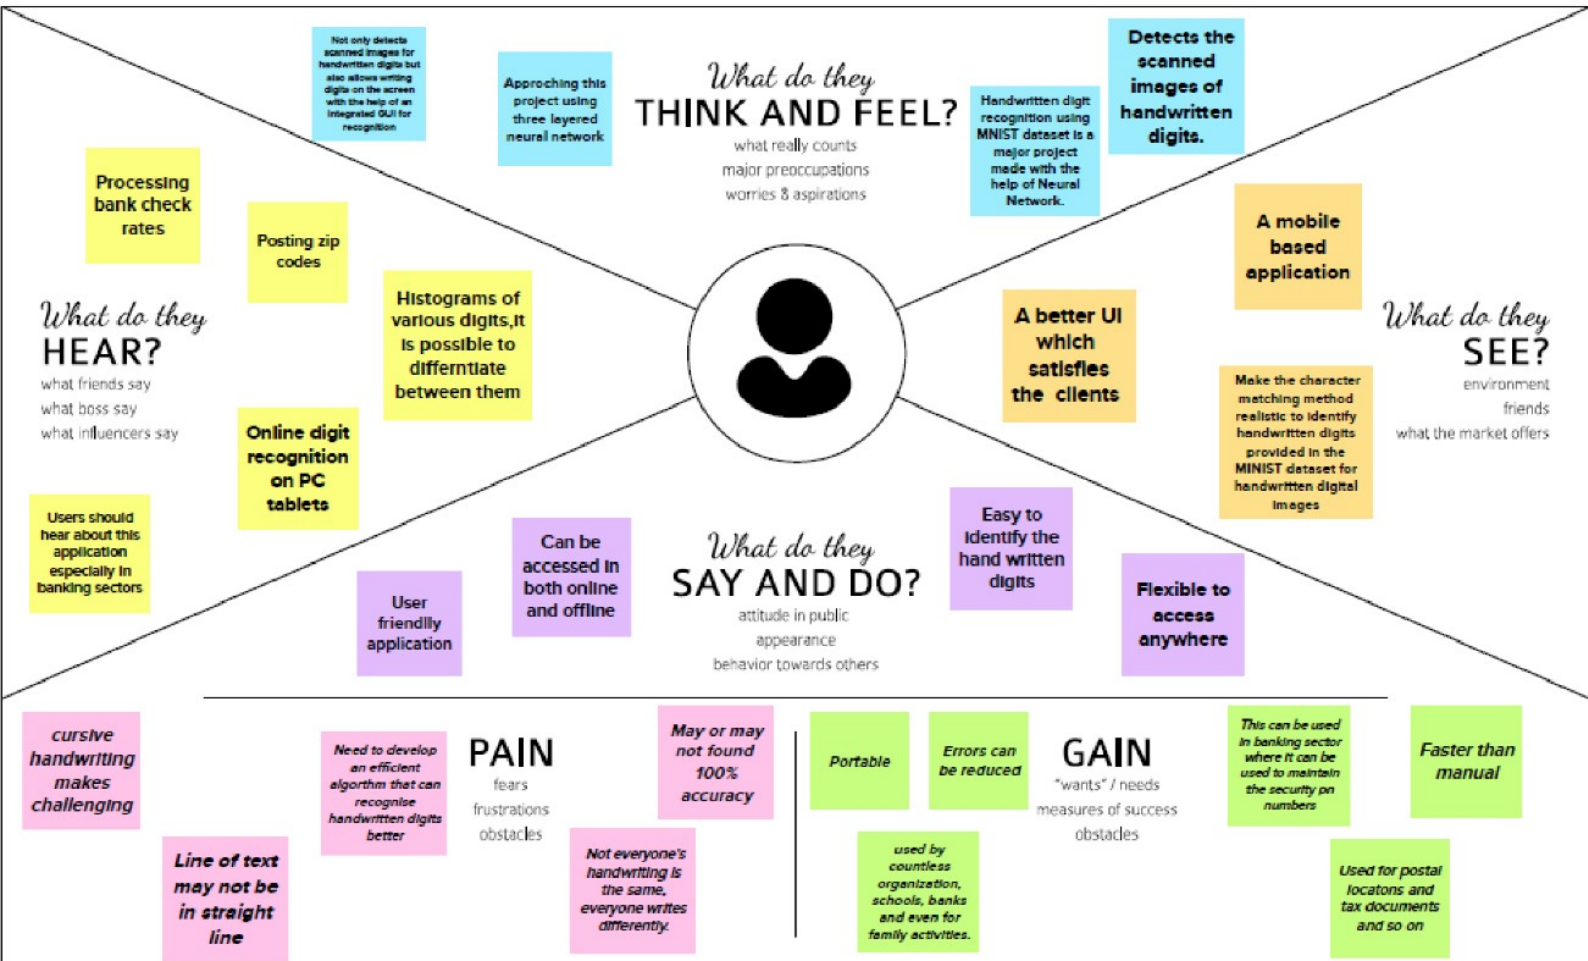 What do they
THINK AND FEEL?
what really counts
major preoccupations
worries & aspirations
Not only detects
scanned images for
handwritten digits but
also allows writing
digits on the screen
with the help of an
integrated GUI for
recognition
Approching this
project using
three layered
neural network
Handwritten digit
recognition using
MNIST dataset is a
major project
made with the
help of Neural
Network.
Detects the
scanned
images of
handwritten
digits.
What do they
HEAR?
what friends say
what boss say
what influencers say
Processing
bank check
rates
Posting zip
codes
Histograms of
various digits,it
is possible to
differntiate
between them
Online digit
recognition
on PC
tablets
Users should
hear about this
application
especially in
banking sectors
What do they
SEE?
environment
friends
what the market offers
A mobile
based
application
A better UI
which
satisfies
the clients
Make the character
matching method
realistic to identify
handwritten digits
provided in the
MINIST dataset for
handwritten digital
images
What do they
SAY AND DO?
attitude in public
appearance
behavior towards others
User
friendlly
application
Can be
accessed in
both online
and offline
Easy to
identify the
hand written
digits
Flexible to
access
anywhere
PAIN
fears
frustrations
obstacles
cursive
handwriting
makes
challenging
Line of text
may not be
in straight
line
Need to develop
an efficient
algorithm that can
recognise
handwritten digits
better
May or may
not found
100%
accuracy
Not everyone's
handwriting is
the same,
everyone writes
differently.
GAIN
"wants" / needs
measures of success
obstacles
Portable
Errors can
be reduced
used by
countless
organization,
schools, banks
and even for
family activities.
This can be used
in banking sector
where it can be
used to maintain
the security pn
numbers
Faster than
manual
Used for postal
locatons and
tax documents
and so on